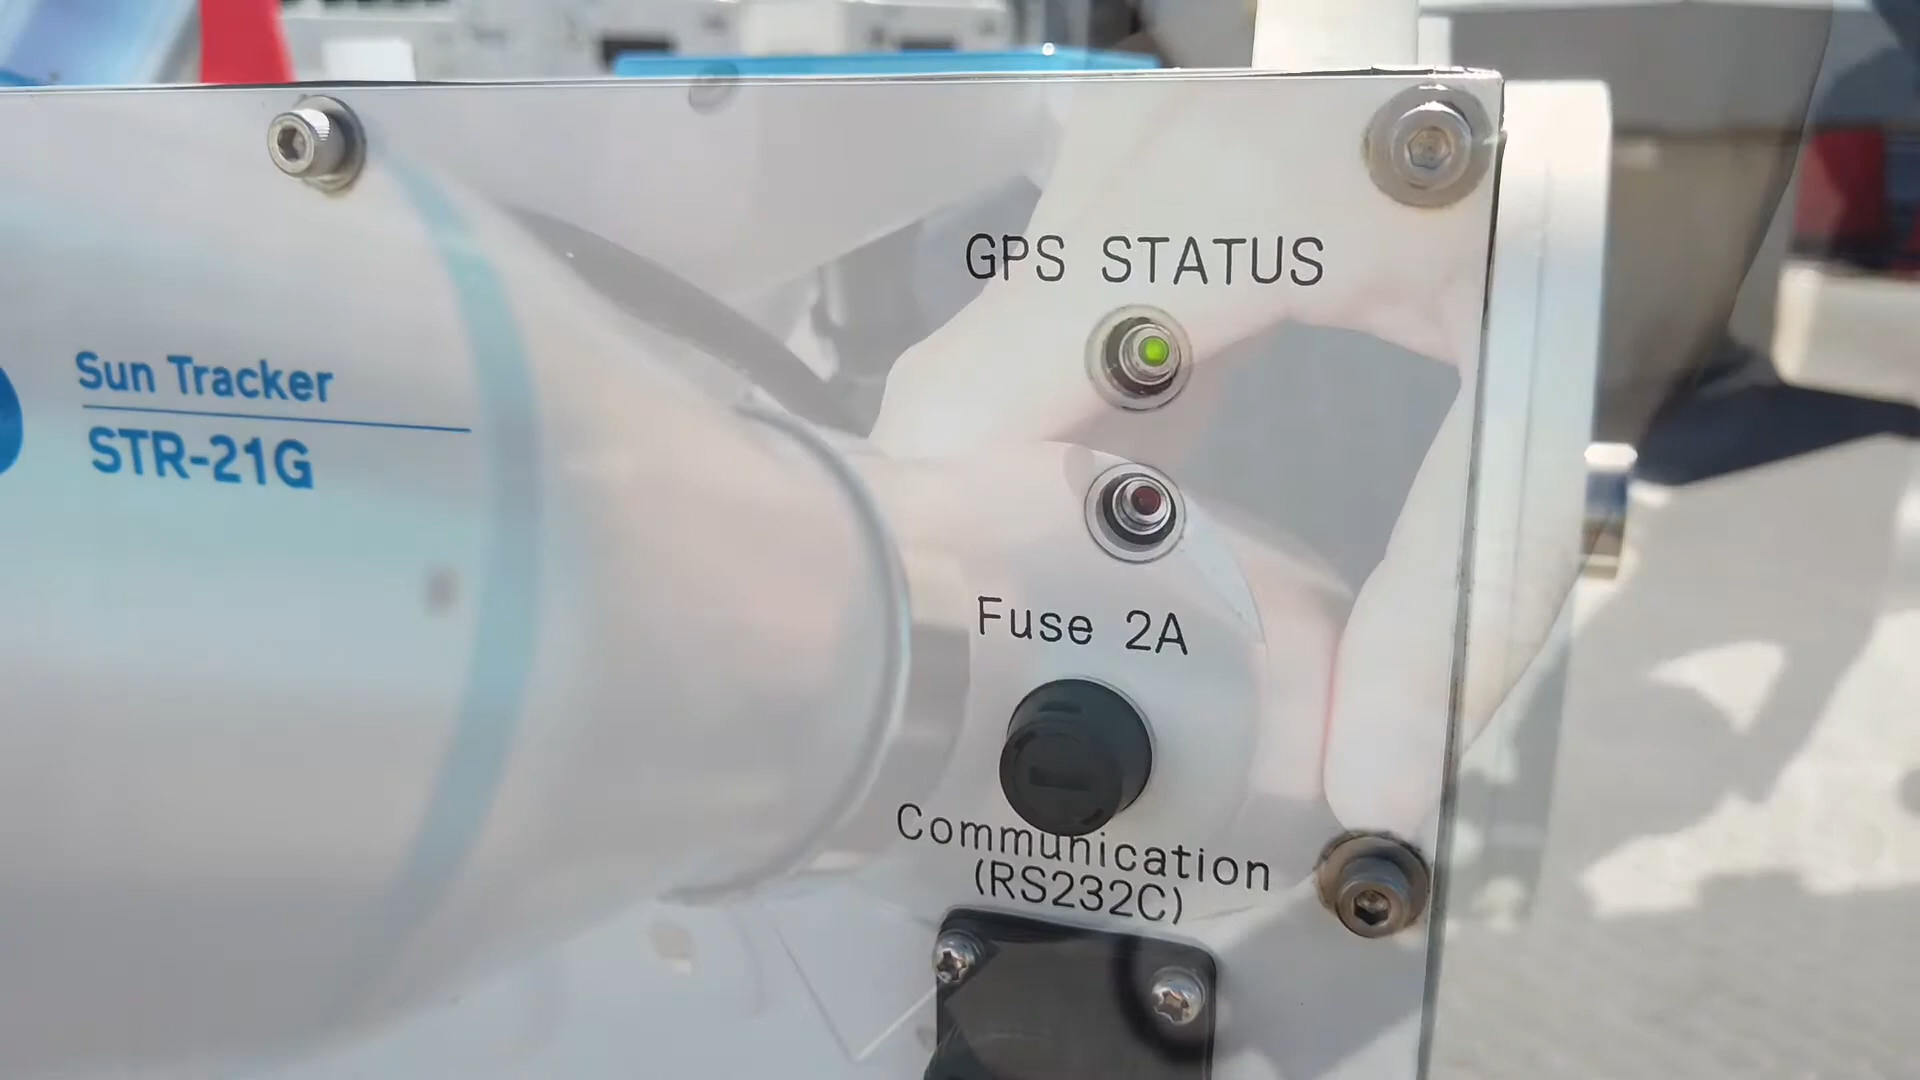 Sun Tracker
STR-21G
GPS STATUS
Fuse 2A
Communication
(RS232C)